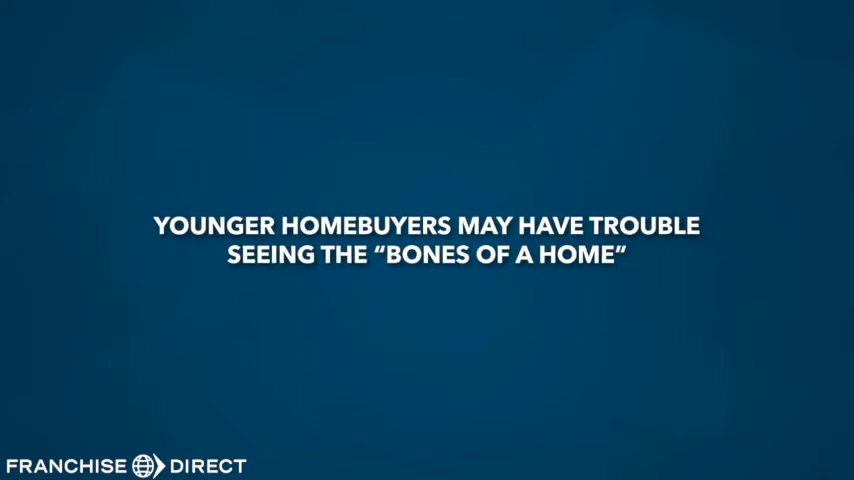 YOUNGER HOMEBUYERS MAY HAVE TROUBLE
SEEING THE “BONES OF A HOME”
FRANCHISE DIRECT